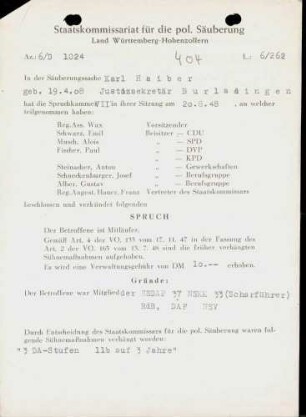 Staatskommissariat für die pol. Säuberung
Land Württemberg-Hohenzollern
Az: 6/D 1024
404
6/262
In der Säuberungssache Karl Haiber
geb. 19.4.08 Justizsekretär Burladingen
hat die Spruchkammer VII in ihrer Sitzung am 20.8.48, an welcher
teilgenommen haben:
Reg.Ass. Wax Vorsitzender
Schwarz, Emil Beisitzer – CDU
Mauch, Alois „ – SPD
Fischer, Paul „ – DVP
„ – KPD
Steinacher, Anton „ – Gewerkschaften
Schneckenburger, Josef „ – Berufsgruppe
Alber, Gustav „ – Berufsgruppe
Reg.Angest. Hauer, Franz Vertreter des Staatskommissars
beschlossen und verkündet folgenden
SPRUCH
Der Betroffene ist Mitläufer.
Gemäß Art. 4 der VO. 133 vom 17. 11. 47 in der Fassung des
Art. 2 der VO. 165 vom 13. 7. 48 sind die früher verhängten
Sühnemaßnahmen aufgehoben.
Es wird eine Verwaltungsgebühr von DM 10.-- erhoben.
Gründe:
Der Betroffene war Mitglied der NSDAP 37 NSKK 33 (Scharführer)
RDB, DAF NSV
Durch Entscheidung des Staatskommissars für die pol. Säuberung waren fol-
gende Sühnemaßnahmen verhängt worden:
"3 DA-Stufen 11b auf 3 Jahre"